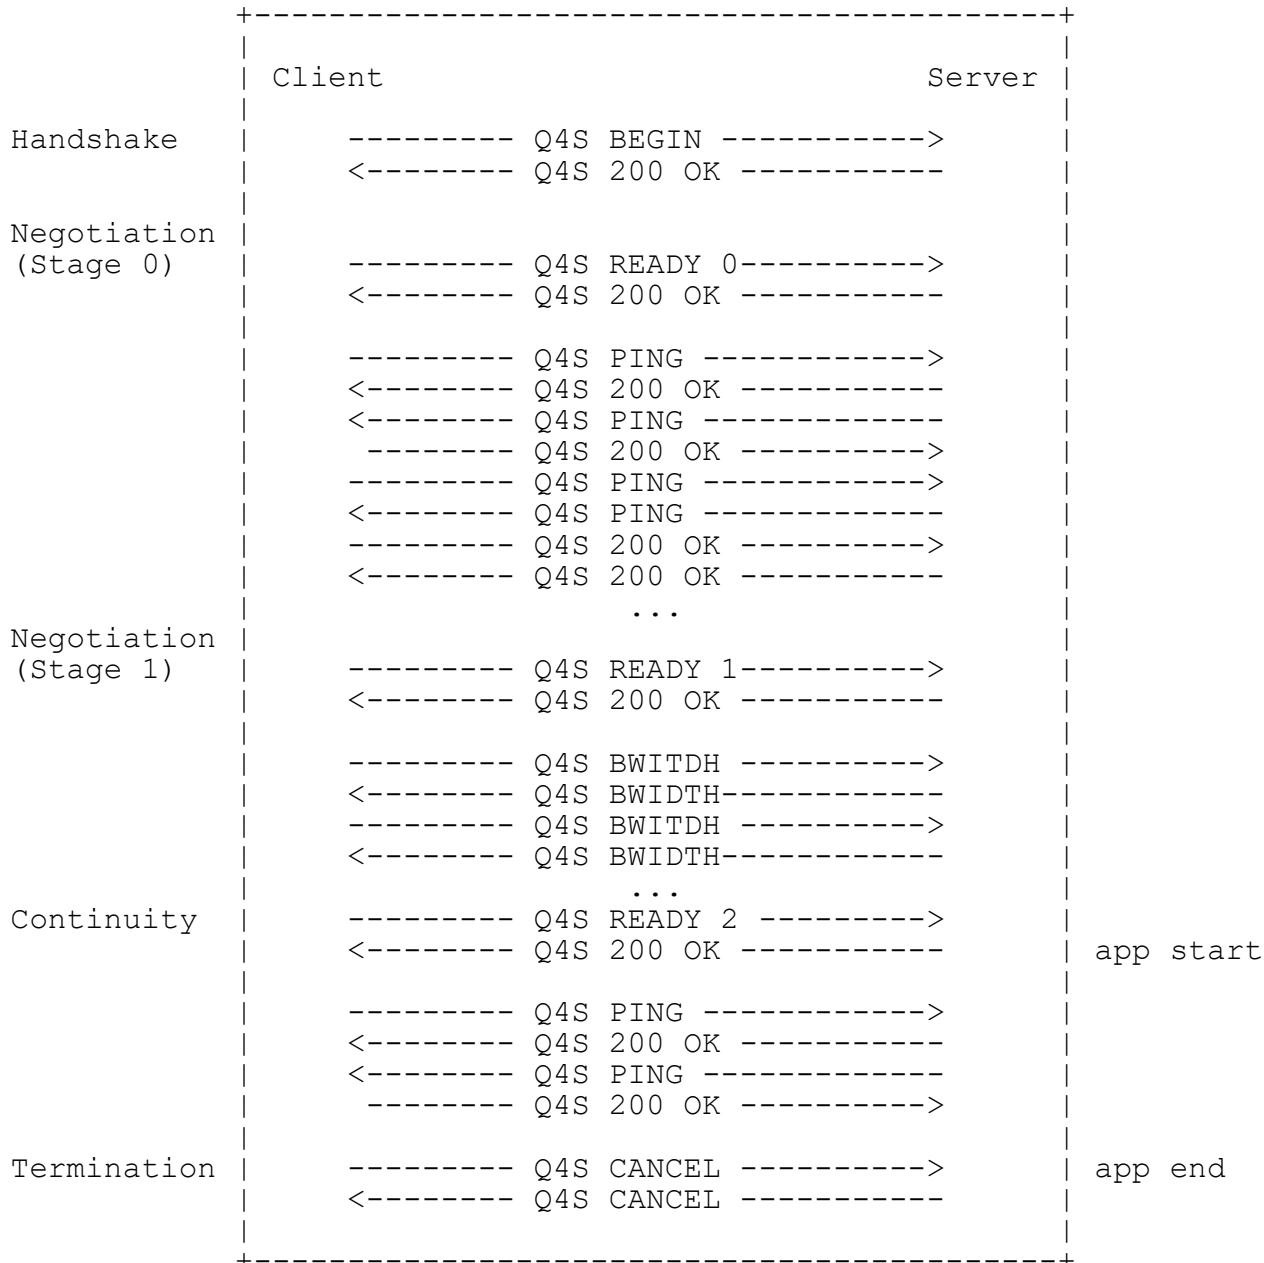 +--------------------------------------------+
Client Server
Handshake --------- Q4S BEGIN ----------->
<-------- Q4S 200 OK -----------
Negotiation
(Stage 0) --------- Q4S READY 0---------->
<-------- Q4S 200 OK -----------
--------- Q4S PING ------------>
<-------- Q4S 200 OK -----------
<-------- Q4S PING -------------
-------- Q4S 200 OK ---------->
--------- Q4S PING ------------>
<-------- Q4S PING -------------
--------- Q4S 200 OK ---------->
<-------- Q4S 200 OK -----------
...
Negotiation
(Stage 1) --------- Q4S READY 1---------->
<-------- Q4S 200 OK -----------
--------- Q4S BWITDH ---------->
<-------- Q4S BWIDTH------------
--------- Q4S BWITDH ---------->
<-------- Q4S BWIDTH------------
...
Continuity --------- Q4S READY 2 --------->
<-------- Q4S 200 OK ----------- app start
--------- Q4S PING ------------>
<-------- Q4S 200 OK -----------
<-------- Q4S PING -------------
-------- Q4S 200 OK ---------->
Termination --------- Q4S CANCEL ----------> app end
<-------- Q4S CANCEL -----------
+--------------------------------------------+